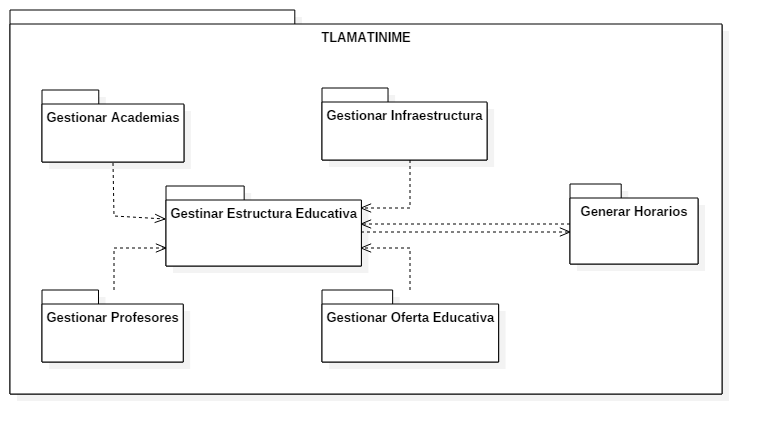 TLAMATINIME
Gestionar Academias
Gestionar Infraestructura
Gestinar Estructura Educativa
Generar Horarios
Gestionar Profesores
Gestionar Oferta Educativa